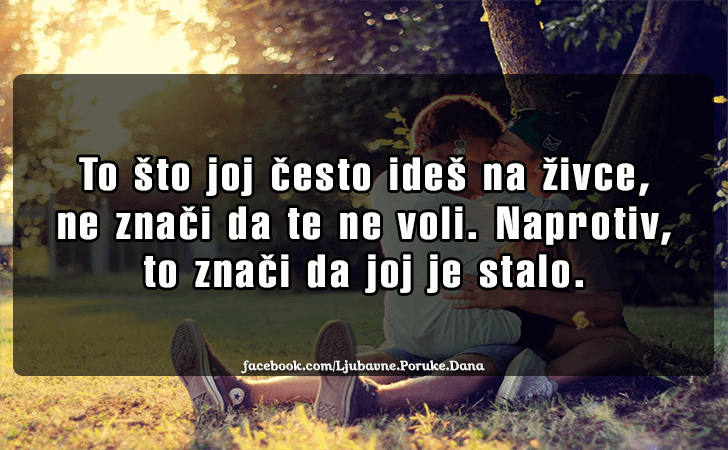 To što joj često ideš na živce,
ne znači da te ne voli. Naprotiv,
to znači da joj je stalo.
facebook.com/Ljubavne.Poruke.Dana